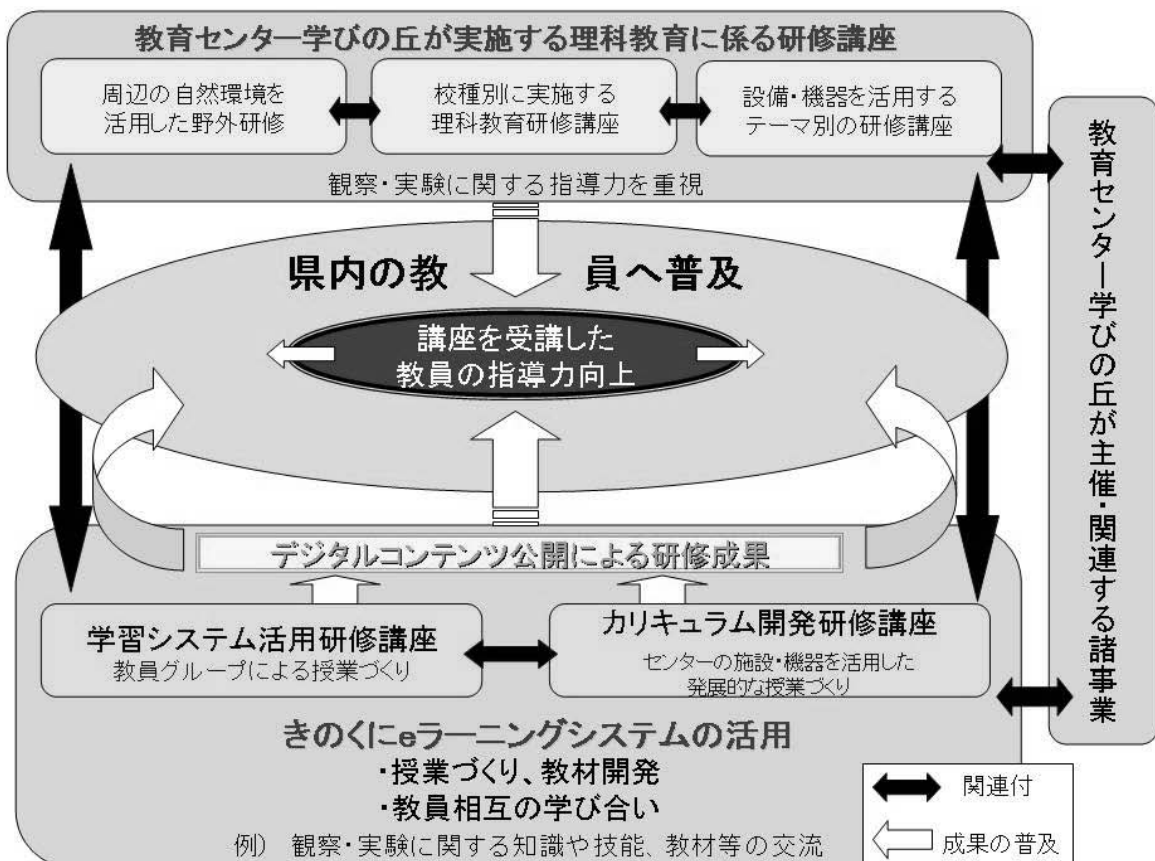 教育センター学びの丘が実施する理科教育に係る研修講座
周辺の自然環境を
活用した野外研修
校種別に実施する
理科教育研修講座
設備・機器を活用する
テーマ別の研修講座
観察・実験に関する指導力を重視
県内の教 員へ普及
講座を受講した
教員の指導力向上
デジタルコンテンツ公開による研修成果
学習システム活用研修講座
教員グループによる授業づくり
カリキュラム開発研修講座
センターの施設・機器を活用した
発展的な授業づくり
きのくにeラーニングシステムの活用
・授業づくり、教材開発
・教員相互の学び合い
例) 観察・実験に関する知識や技能、教材等の交流
教育センター学びの丘が主催・関連する諸事業
関連付
成果の普及